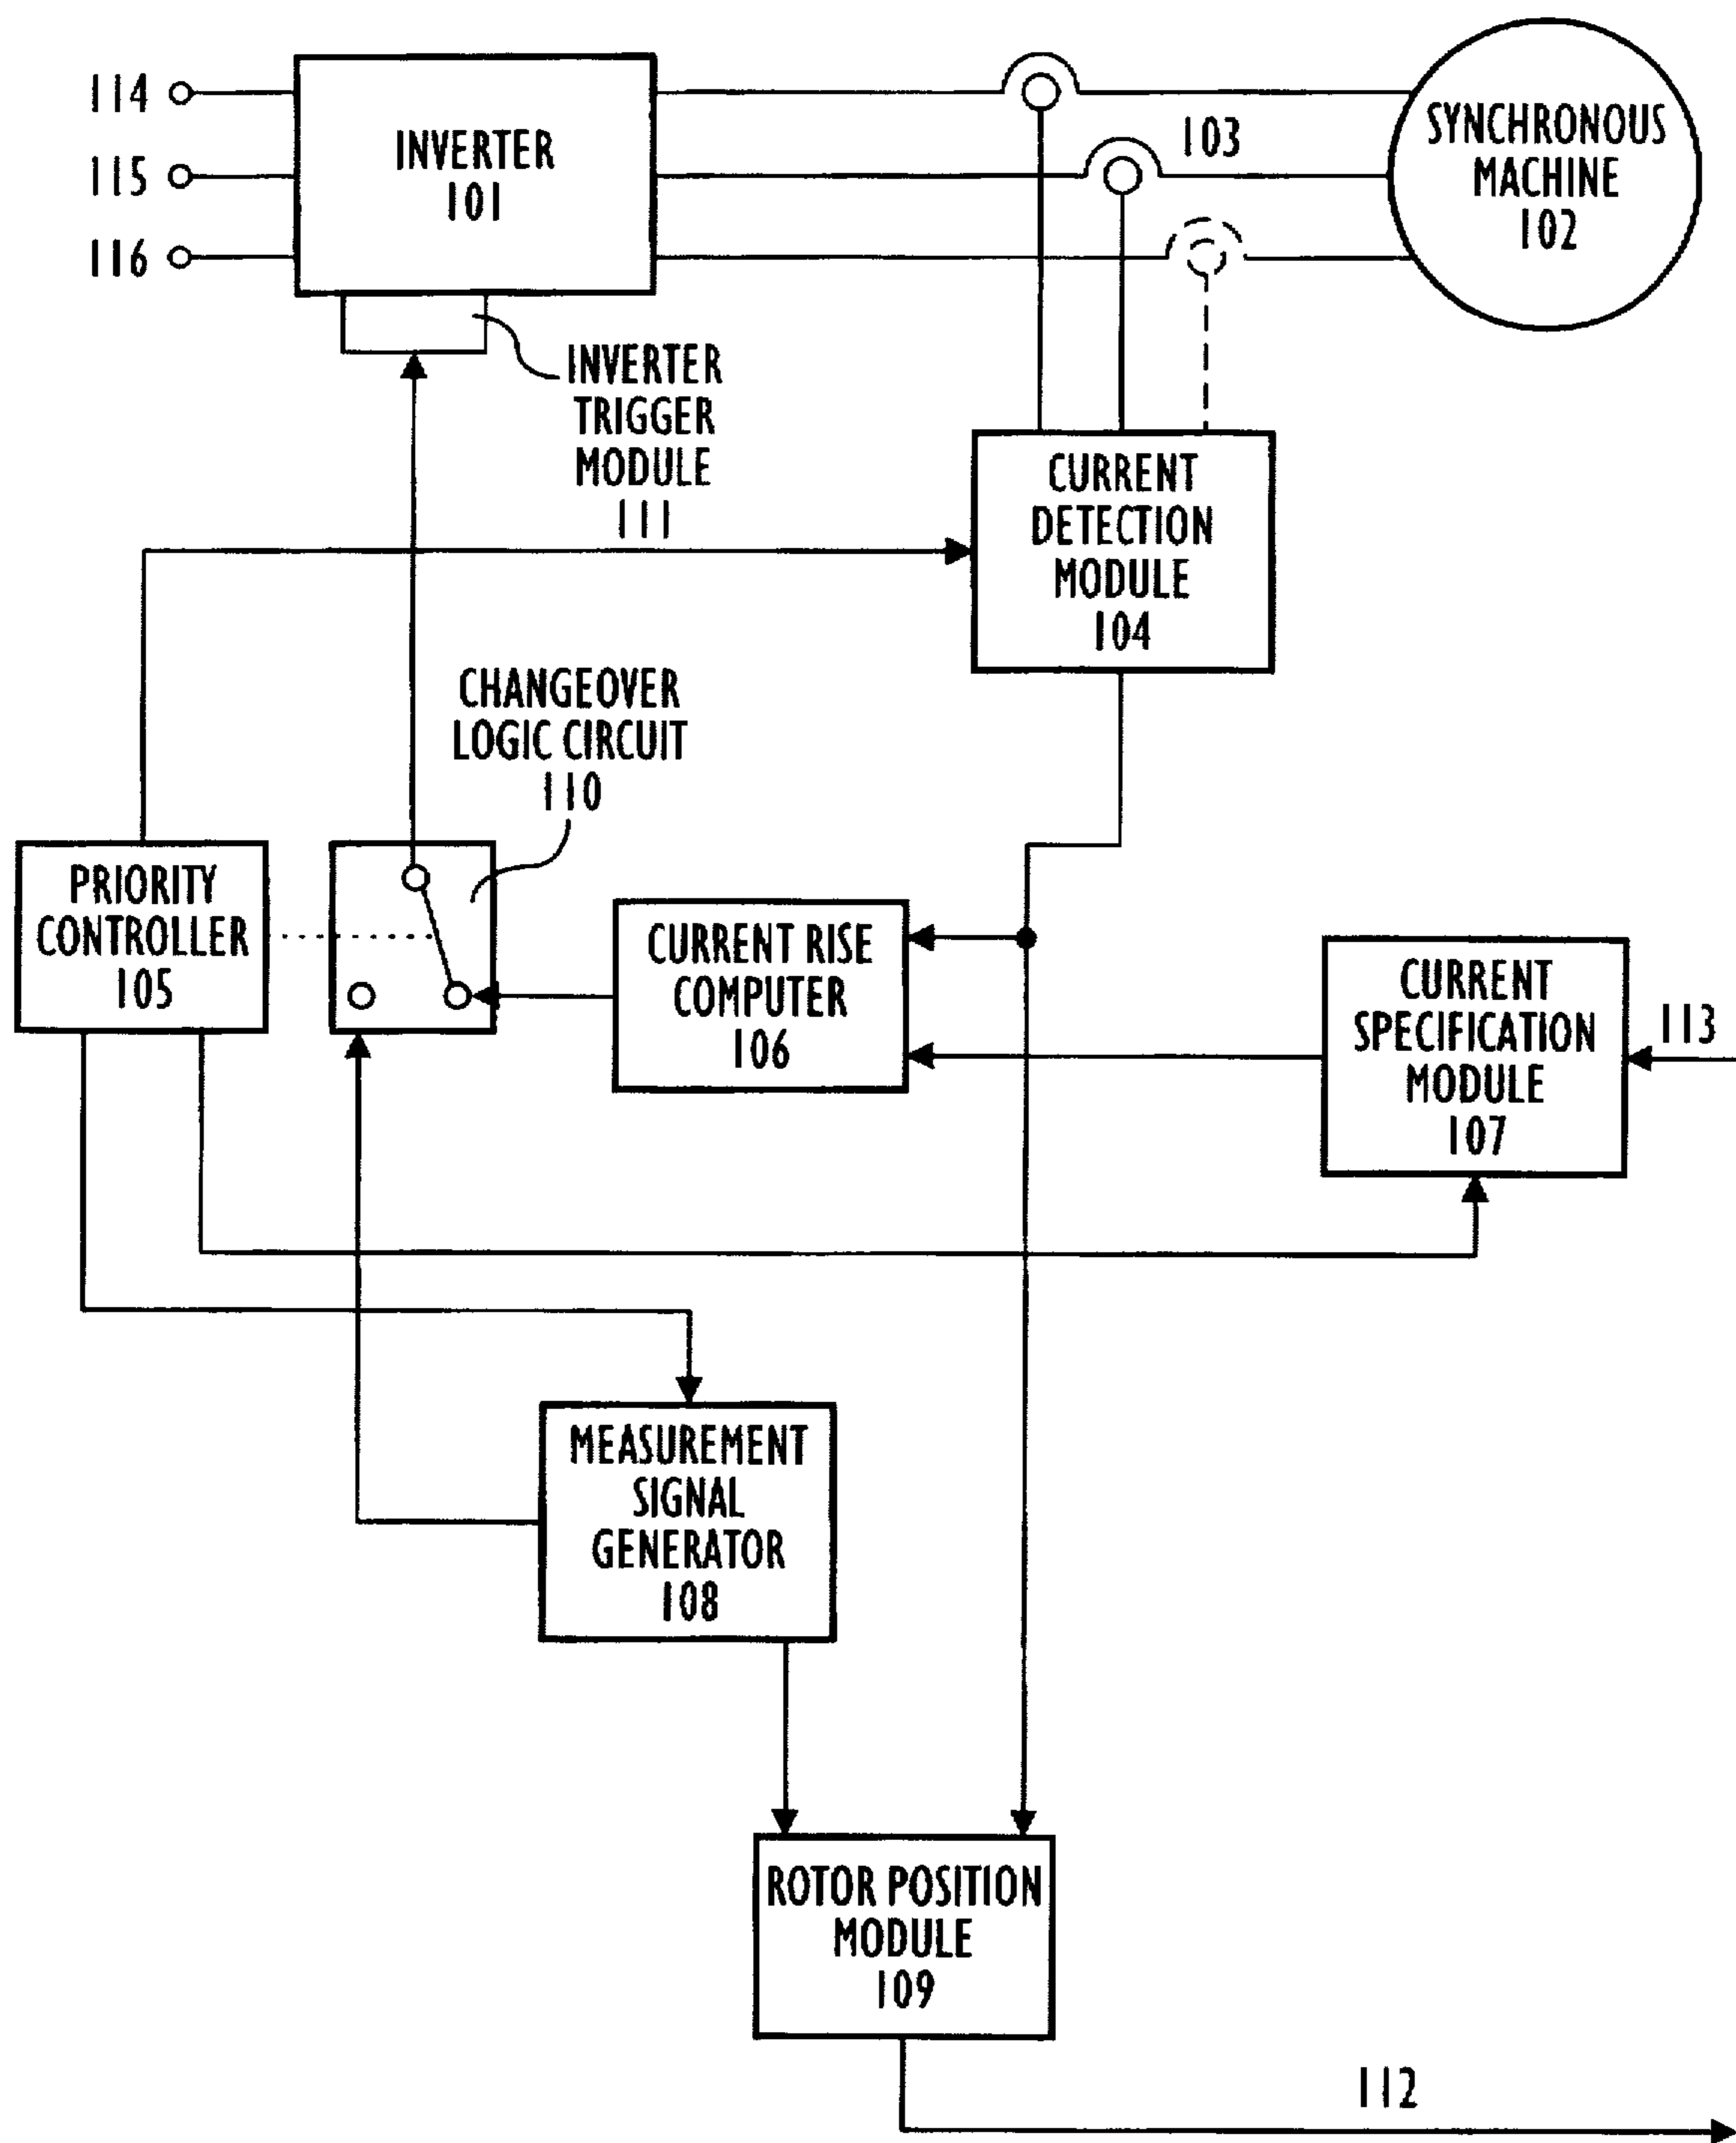 114
115
116
INVERTER
101
103
SYNCHRONOUS
MACHINE
102
INVERTER
TRIGGER
MODULE
111
CURRENT
DETECTION
MODULE
104
CHANGEOVER
LOGIC CIRCUIT
110
PRIORITY
CONTROLLER
105
CURRENT RISE
COMPUTER
106
CURRENT
SPECIFICATION
MODULE
107
113
MEASUREMENT
SIGNAL
GENERATOR
108
ROTOR POSITION
MODULE
109
112